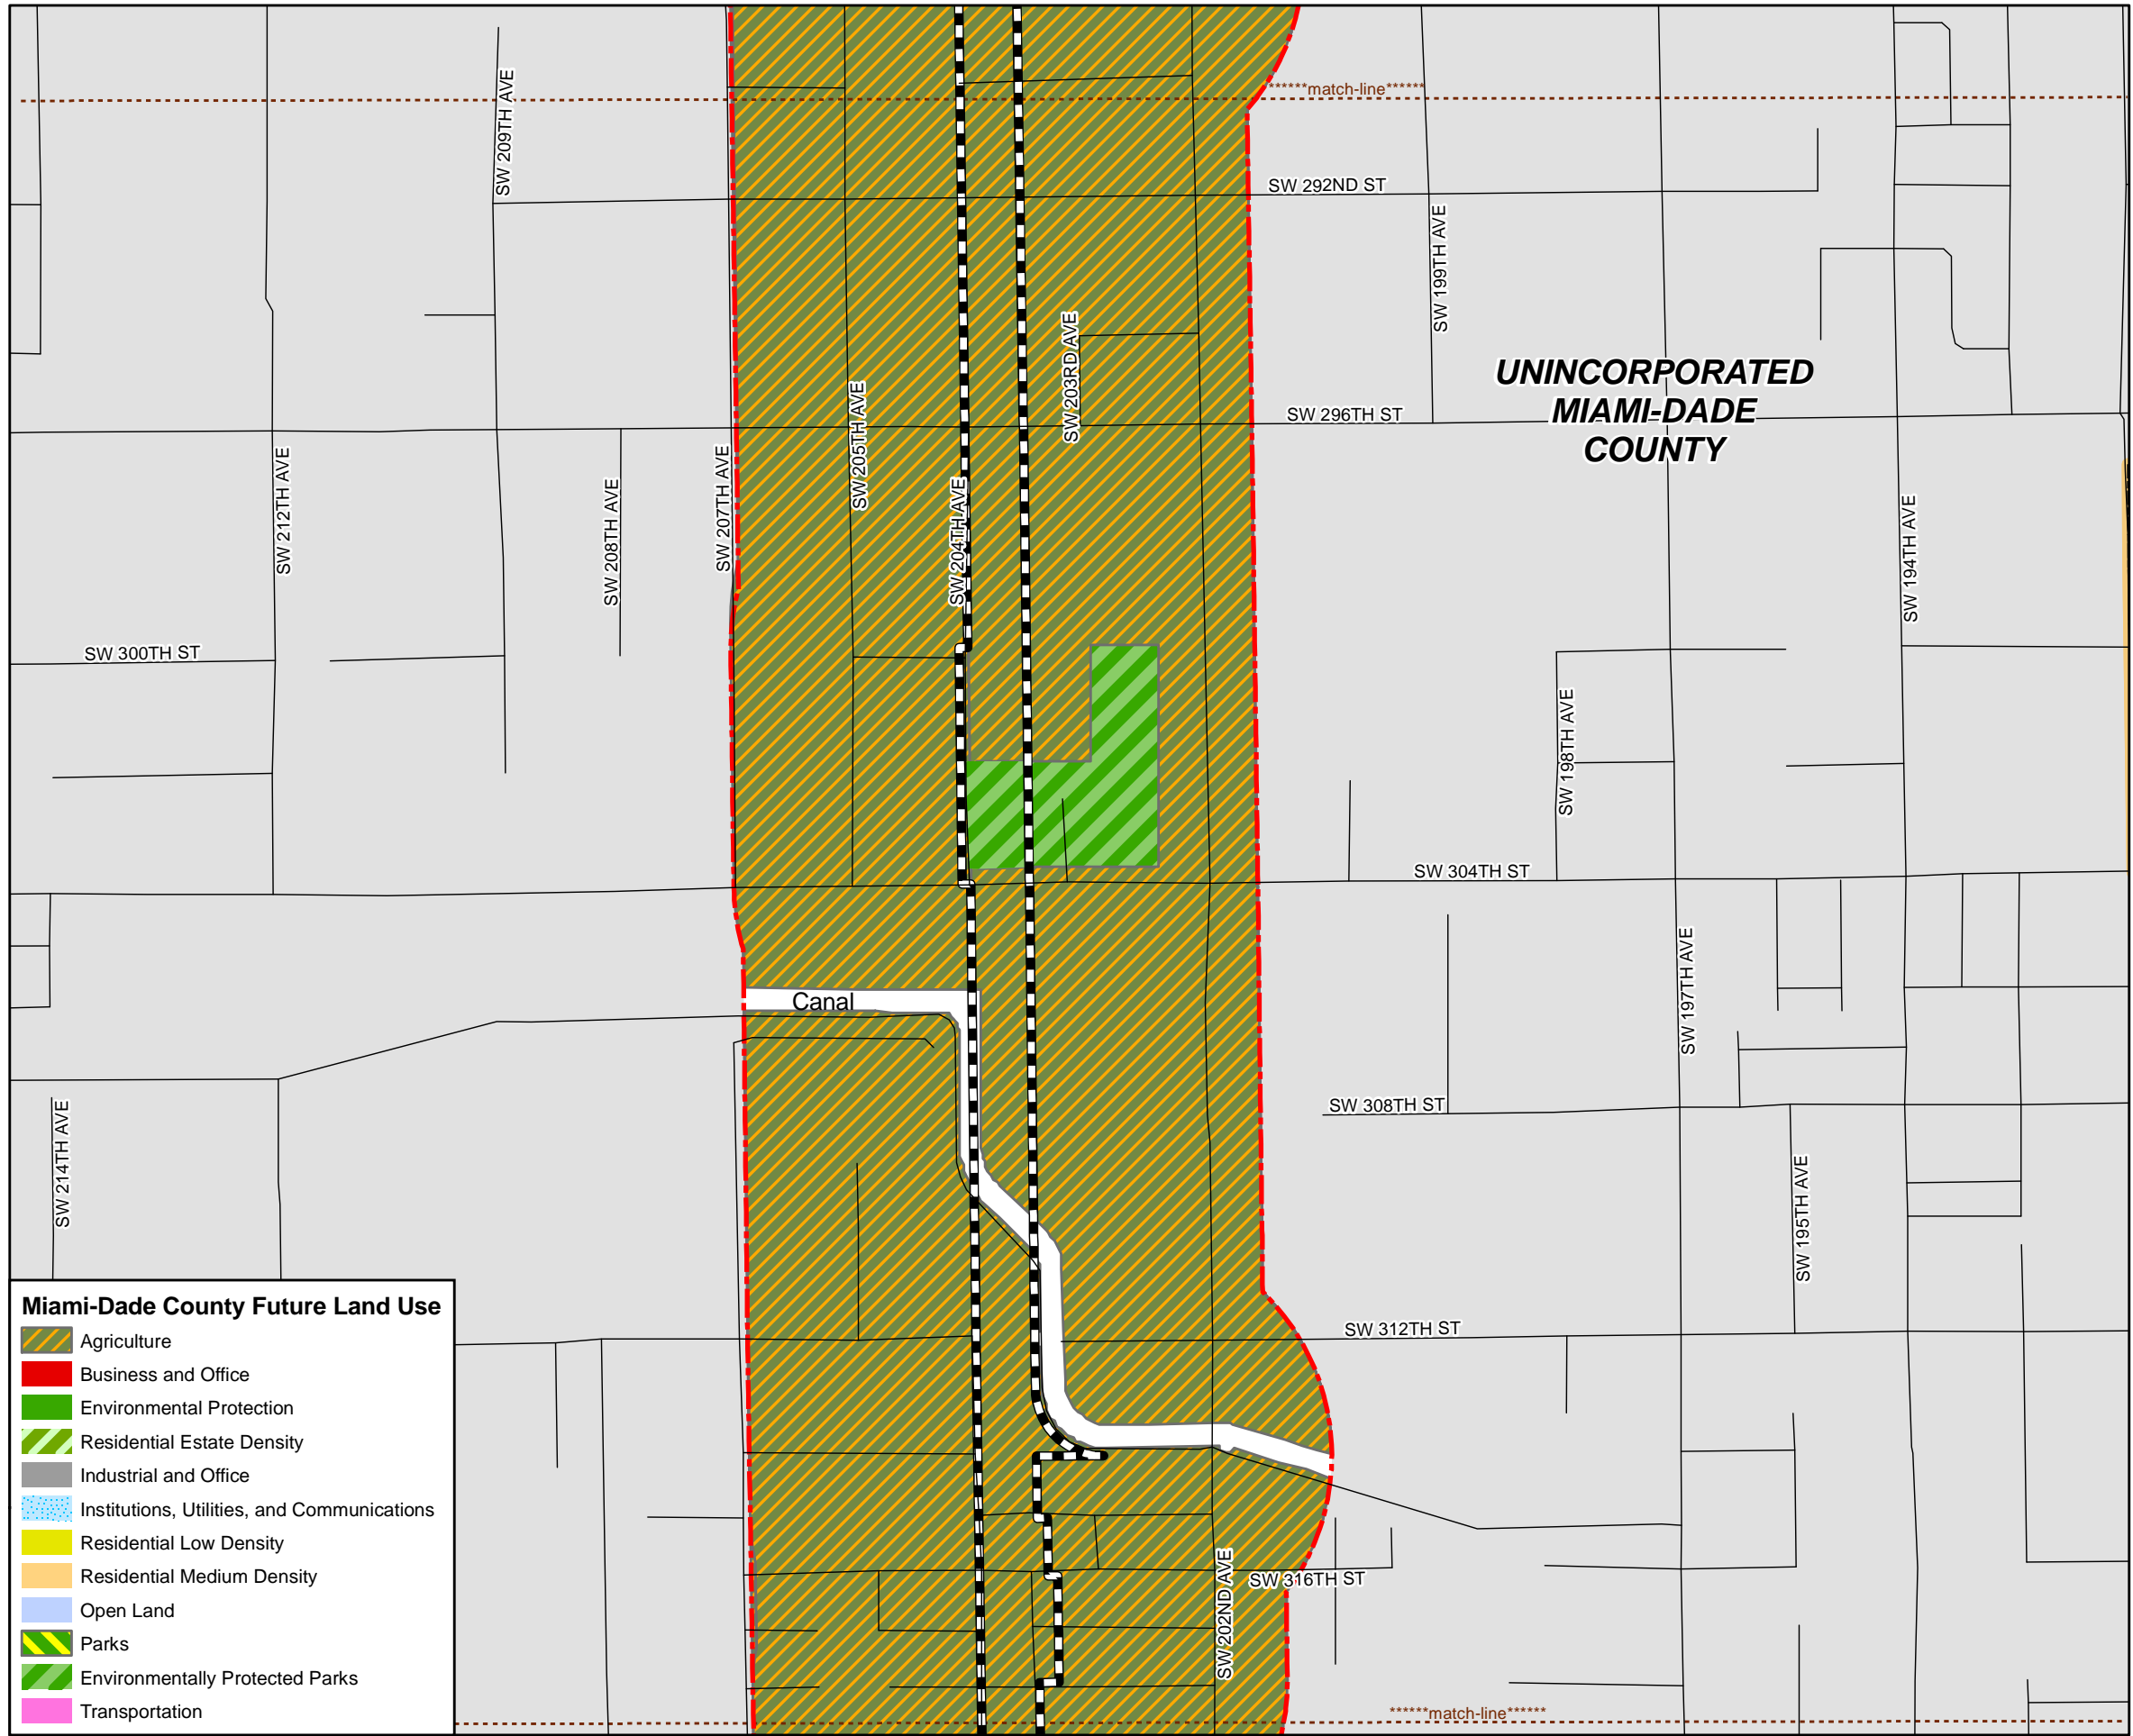 SW 209TH AVE
******match-line******
SW 292ND ST
SW 199TH AVE
SW 203RD AVE
UNINCORPORATED
MIAMI-DADE
COUNTY
SW 205TH AVE
SW 296TH ST
SW 212TH AVE
SW 208TH AVE
SW 207TH AVE
SW 204TH AVE
SW 194TH AVE
SW 300TH ST
SW 198TH AVE
SW 304TH ST
Canal
SW 197TH AVE
SW 308TH ST
SW 214TH AVE
SW 195TH AVE
SW 312TH ST
SW 316TH ST
SW 202ND AVE
******match-line******
Miami-Dade County Future Land Use
Agriculture
Business and Office
Environmental Protection
Residential Estate Density
Industrial and Office
Institutions, Utilities, and Communications
Residential Low Density
Residential Medium Density
Open Land
Parks
Environmentally Protected Parks
Transportation